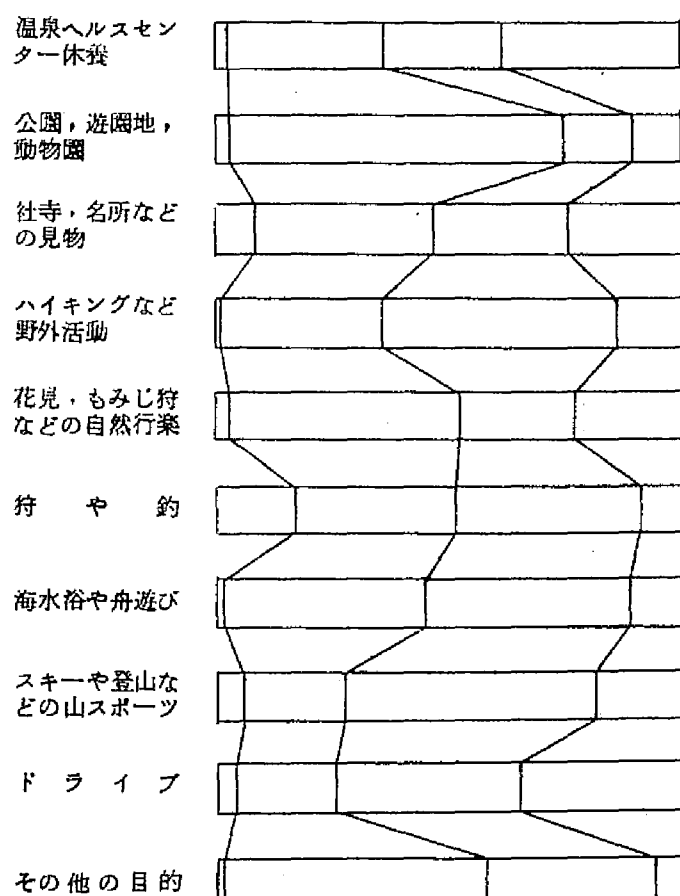 温泉ヘルスセン
ター休養
公園，遊園地，
動物園
社寺，名所など
の見物
ハイキングなど
野外活動
花見，もみじ狩
などの自然行楽
狩や釣
海水浴や舟遊び
スキーや登山な
どの山スポーツ
ドライブ
その他の目的